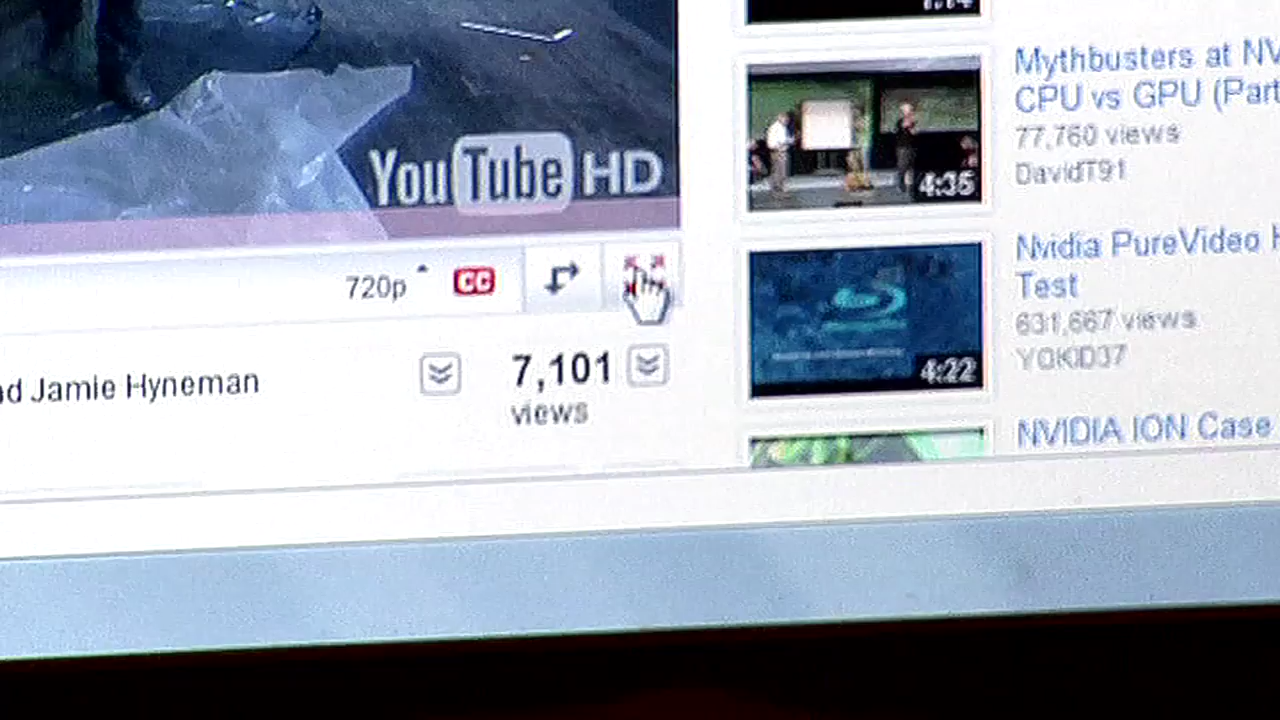 YouTube HD
720p CC
Jamie Hyneman
7,101
views
4:35
Mythbusters at
CPU vs GPU (Part
77,760 views
DavidT91
4:22
Nvidia PureVideo
Test
631,667 views
YOKID37
NVIDIA ION Case